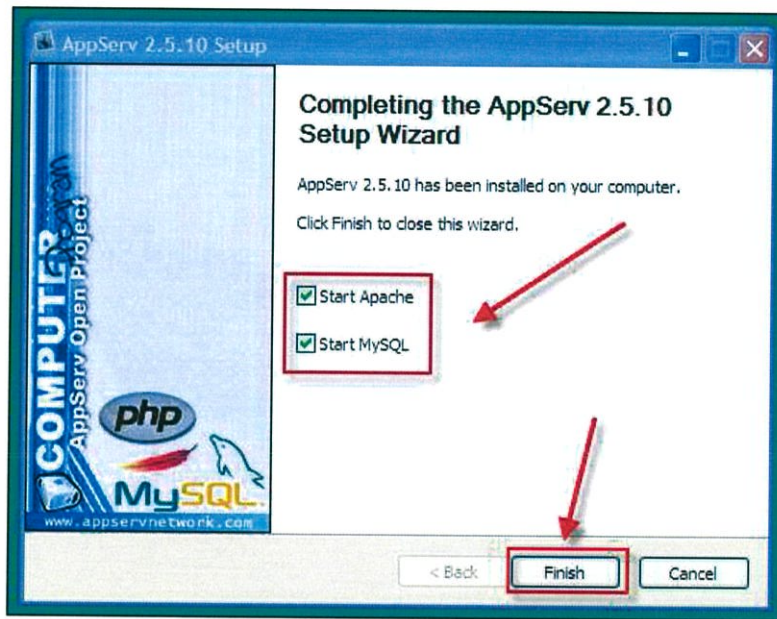 AppServ 2.5.10 Setup
Completing the AppServ 2.5.10
Setup Wizard
AppServ 2.5.10 has been installed on your computer.
Click Finish to close this wizard.
Start Apache
Start MySQL
COMPUTER
Program
AppServ Open Project
php
MySQL
www.appservnetwork.com
< Back
Finish
Cancel